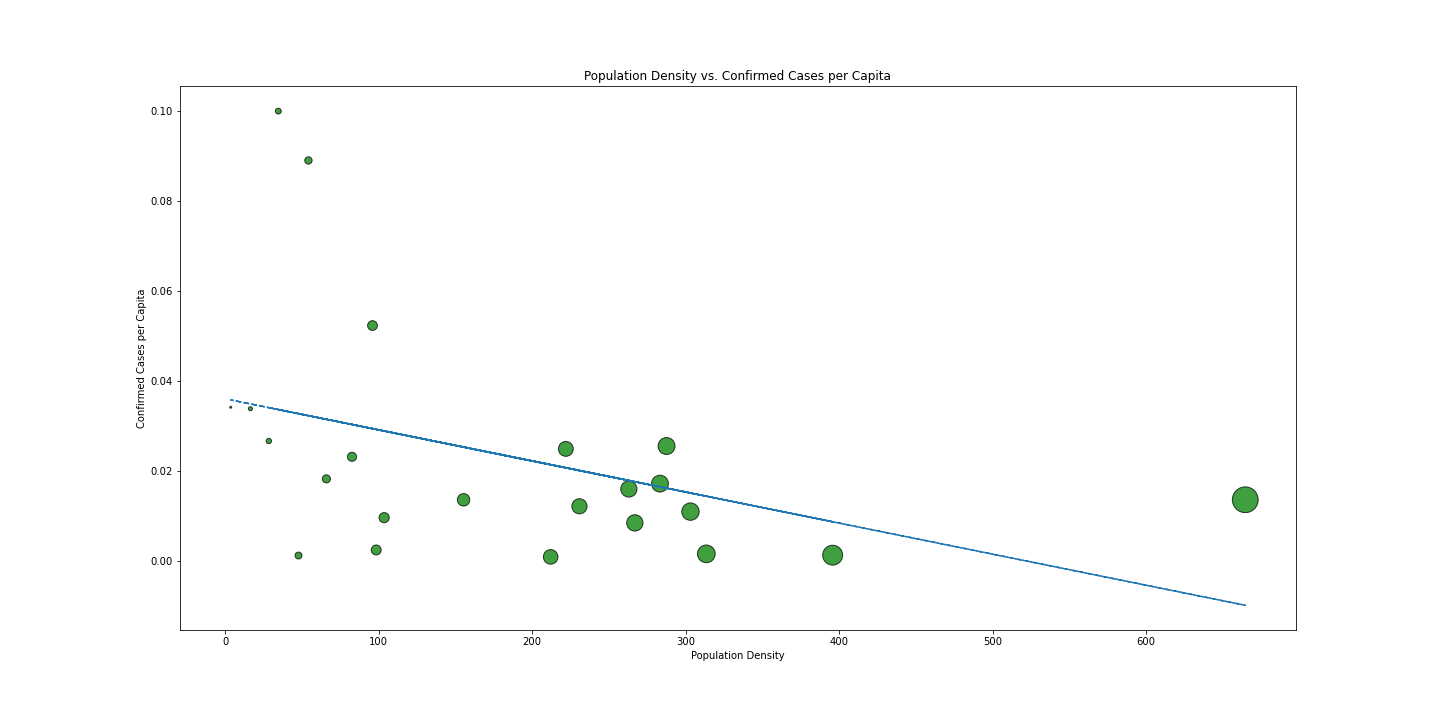 Population Density vs. Confirmed Cases per Capita
0.10
0.08
0.06
0.04
0.02
0.00
Confirmed Cases per Capita
0 100 200 300 400 500 600
Population Density